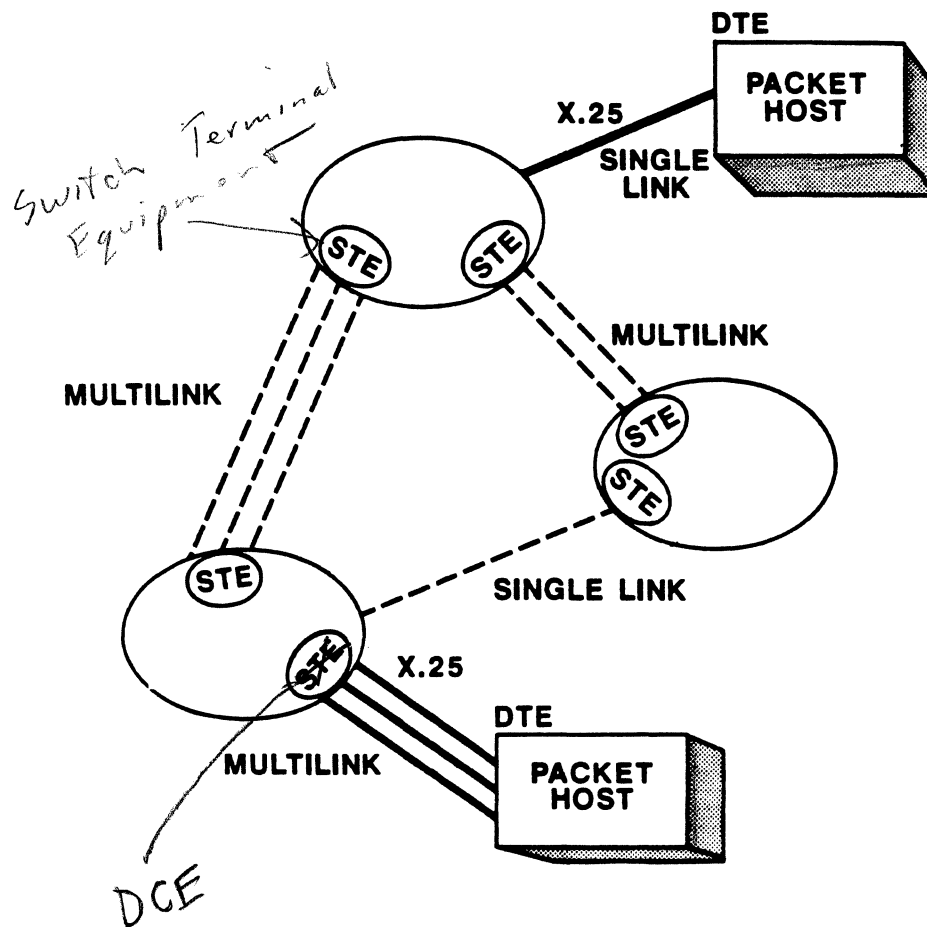 DTE
PACKET
HOST
X.25
SINGLE
LINK
Switch Terminal
Equipment
STE
STE
MULTILINK
MULTILINK
STE
STE
STE
SINGLE LINK
STE
X.25
DTE
MULTILINK
PACKET
HOST
DCE